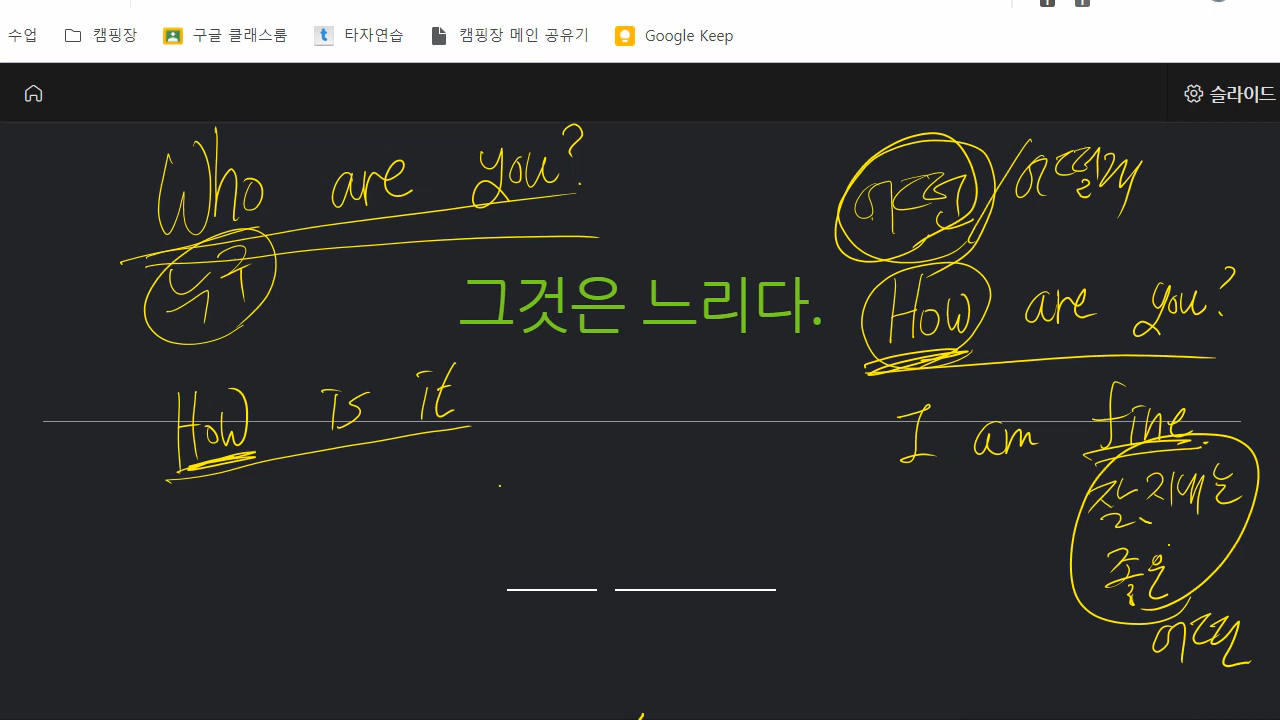 수업 캠핑장 구글 클래스룸 타자연습 캠핑장 메인 공유기 Google Keep
슬라이드
Who are you?
누구
어떤 / 어떻게
그것은 느리다.
How are you?
How is it
I am fine.
잘 지내는
좋은
어떤